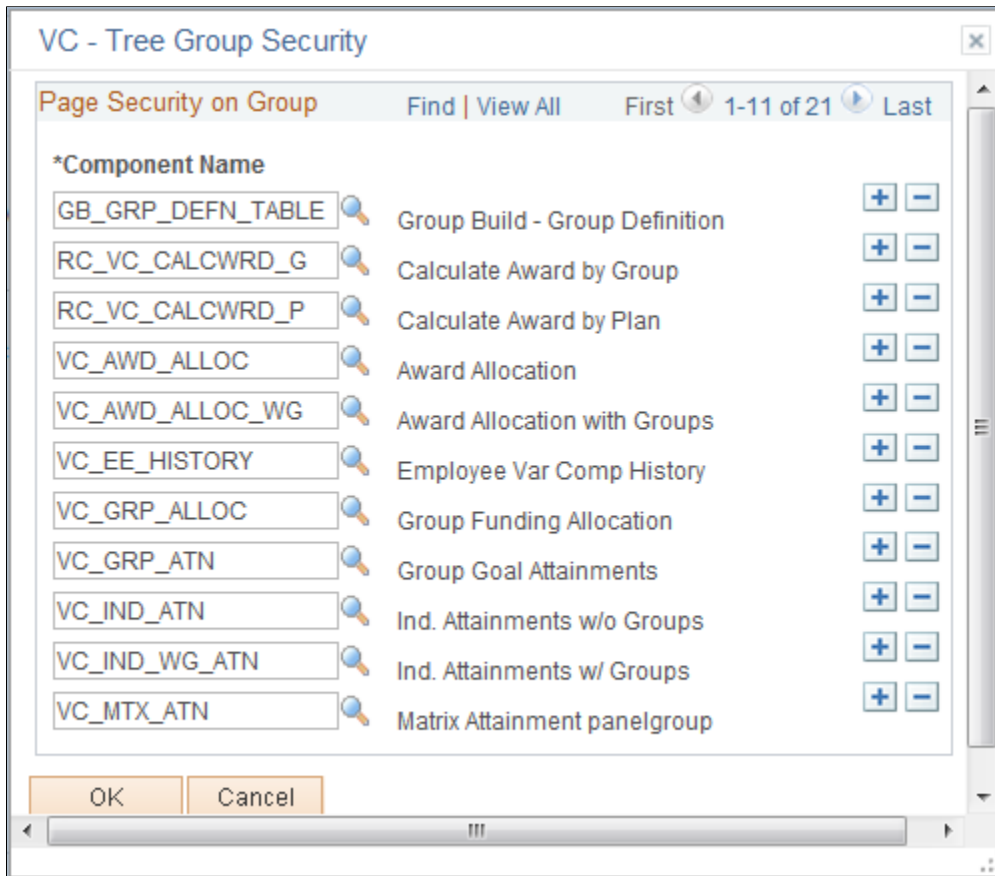 VC - Tree Group Security
Page Security on Group Find | View All First 1-11 of 21 Last
*Component Name
GB_GRP_DEFN_TABLE Group Build - Group Definition
RC_VC_CALCWRD_G Calculate Award by Group
RC_VC_CALCWRD_P Calculate Award by Plan
VC_AWD_ALLOC Award Allocation
VC_AWD_ALLOC_WG Award Allocation with Groups
VC_EE_HISTORY Employee Var Comp History
VC_GRP_ALLOC Group Funding Allocation
VC_GRP_ATN Group Goal Attainments
VC_IND_ATN Ind. Attainments w/o Groups
VC_IND_WG_ATN Ind. Attainments w/ Groups
VC_MTX_ATN Matrix Attainment panelgroup
OK Cancel